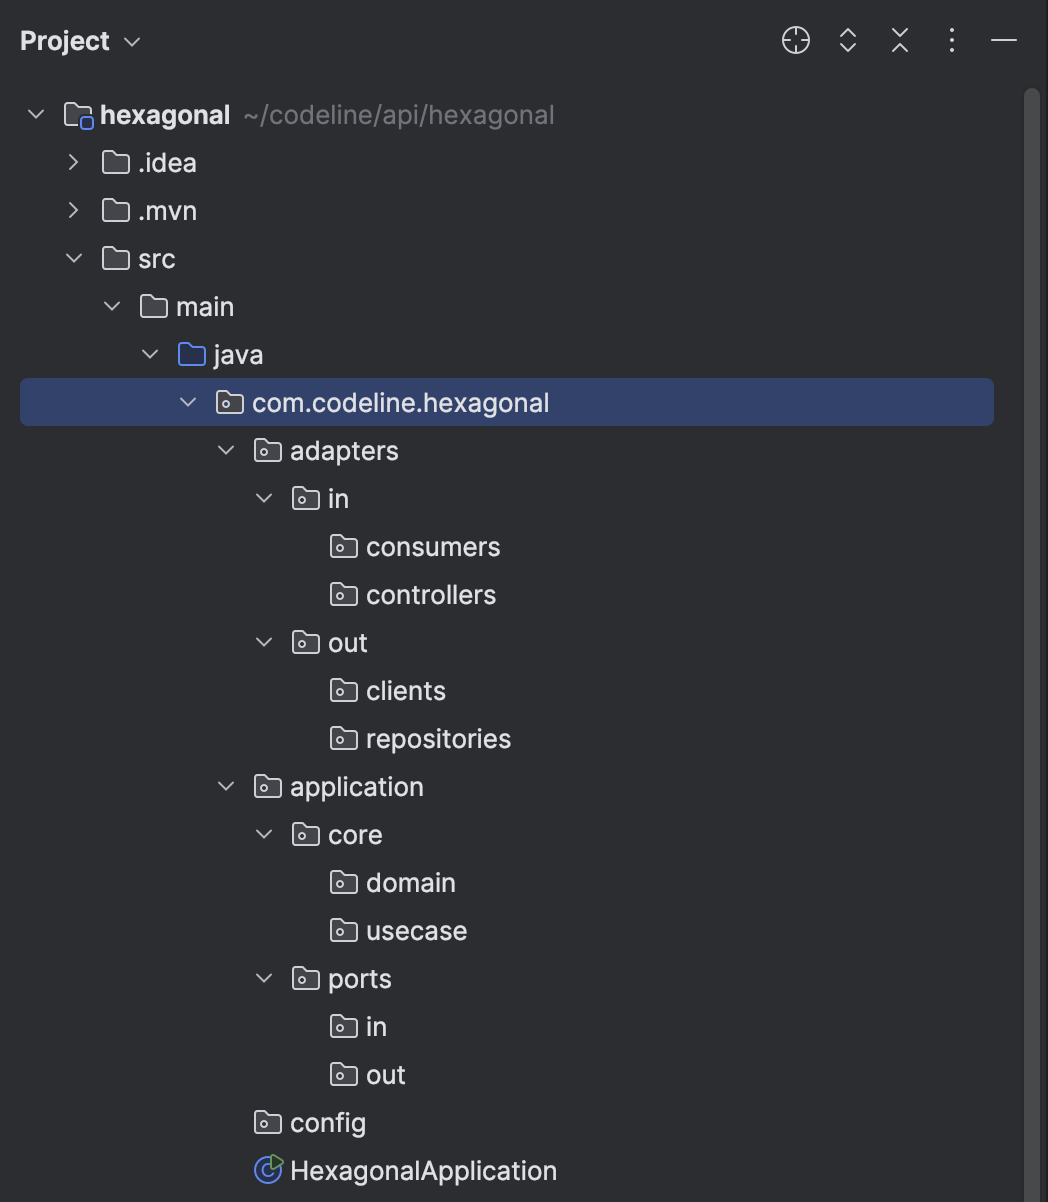 Project
hexagonal ~/codeline/api/hexagonal
.idea
.mvn
src
main
java
com.codeline.hexagonal
adapters
in
consumers
controllers
out
clients
repositories
application
core
domain
usecase
ports
in
out
config
HexagonalApplication